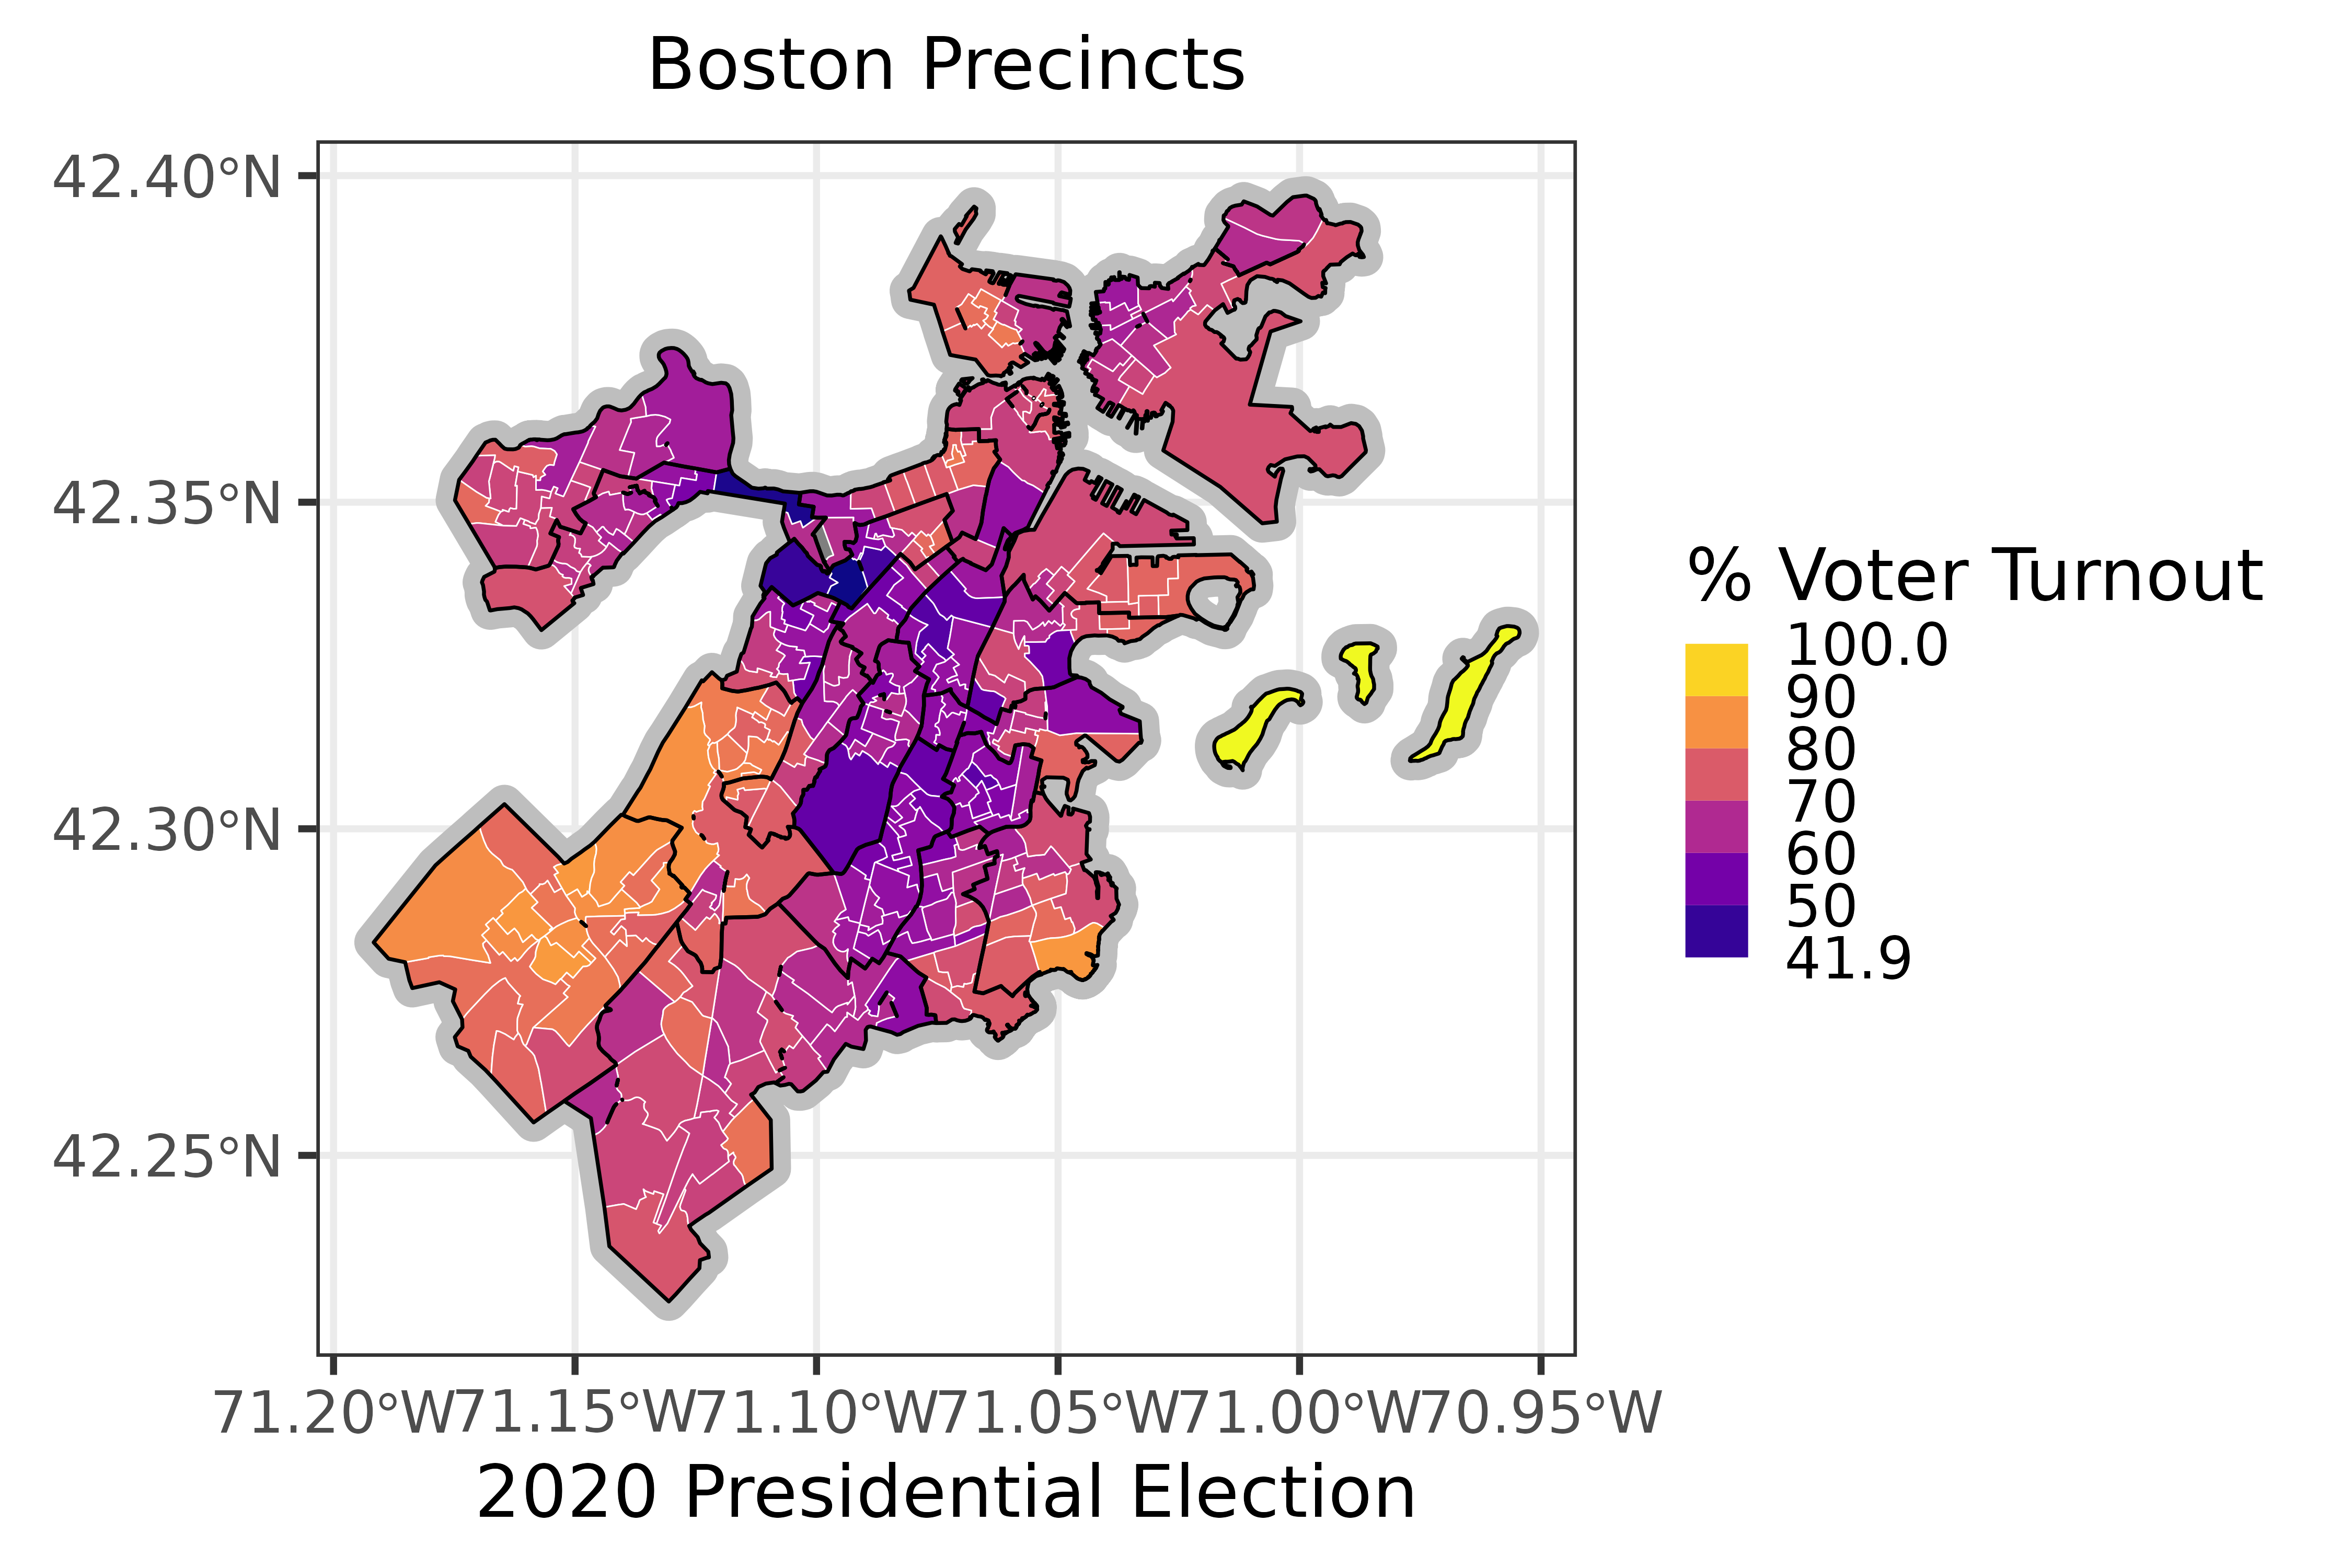 Boston Precincts
42.40°N
42.35°N
42.30°N
42.25°N
71.20°W 71.15°W 71.10°W 71.05°W 71.00°W 70.95°W
2020 Presidential Election
% Voter Turnout
100.0
90
80
70
60
50
41.9